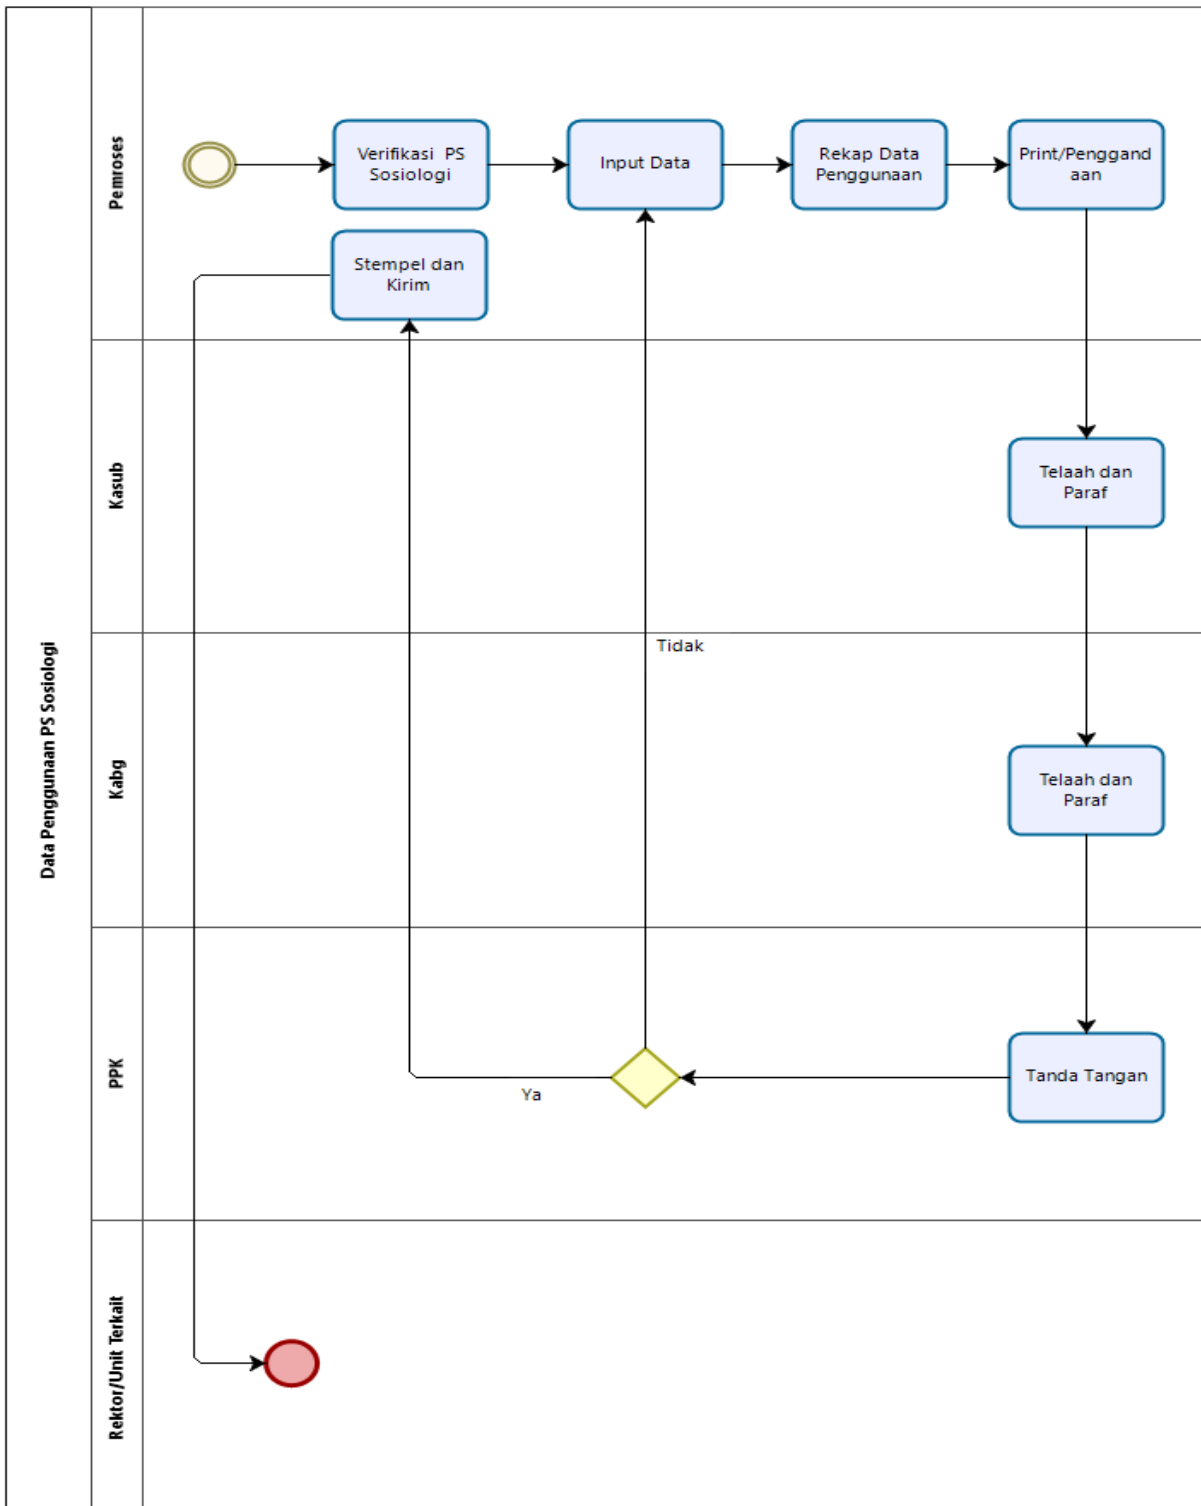 Data Penggunaan PS Sosiologi
Pemroses
Verifikasi PS
Sosiologi
Input Data
Rekap Data
Penggunaan
Print/Penggand
aan
Stempel dan
Kirim
Kasub
Telaah dan
Paraf
Kabg
Tidak
Telaah dan
Paraf
PPK
Ya
Tanda Tangan
Rektor/Unit Terkait